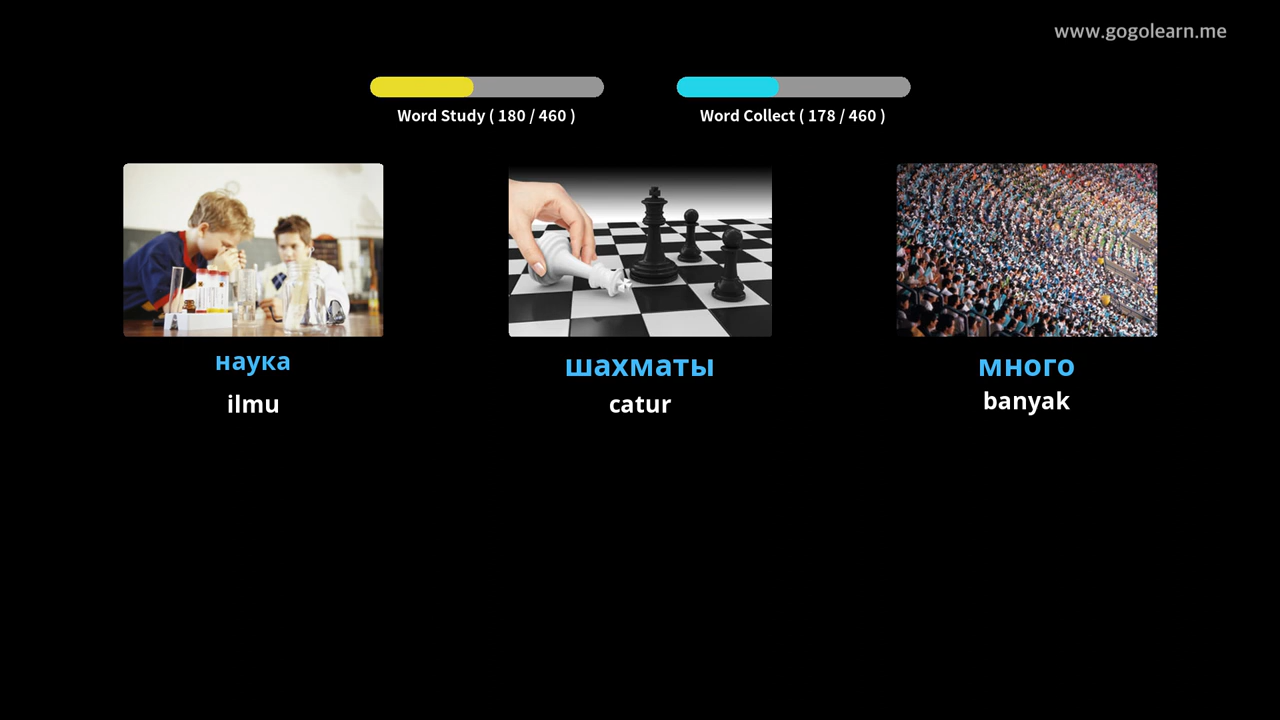 www.gogolearn.me
Word Study ( 180 / 460 )
Word Collect ( 178 / 460 )
наука
ilmu
шахматы
catur
много
banyak